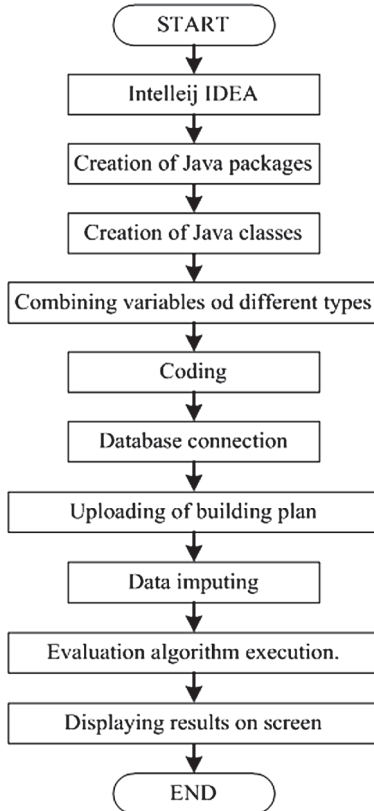 START
Intelleij IDEA
Creation of Java packages
Creation of Java classes
Combining variables od different types
Coding
Database connection
Uploading of building plan
Data imputing
Evaluation algorithm execution.
Displaying results on screen
END